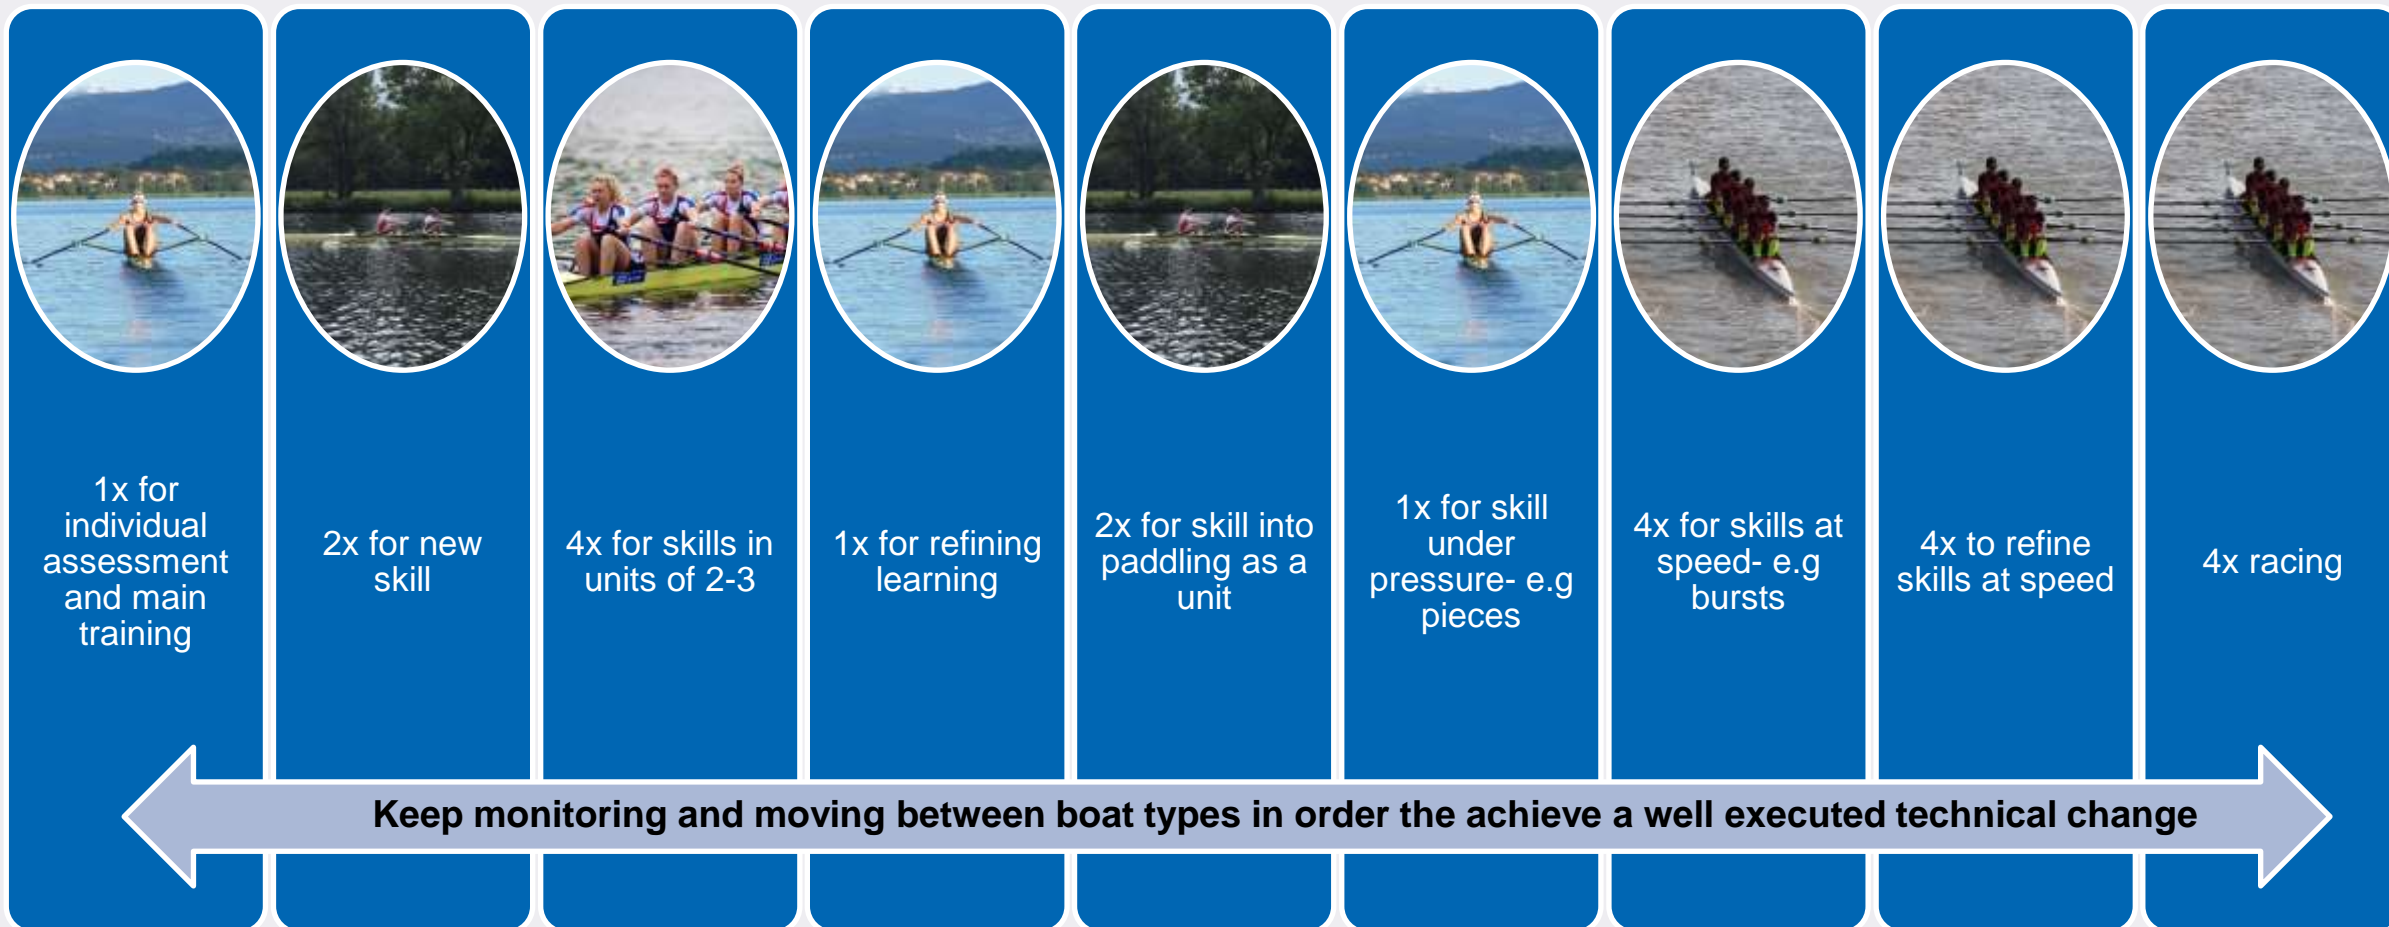 1x for
individual
assessment
and main
training
2x for new
skill
4x for skills in
units of 2-3
1x for refining
learning
2x for skill into
paddling as a
unit
1x for skill
under
pressure- e.g
pieces
4x for skills at
speed- e.g
bursts
4x to refine
skills at speed
4x racing
Keep monitoring and moving between boat types in order the achieve a well executed technical change